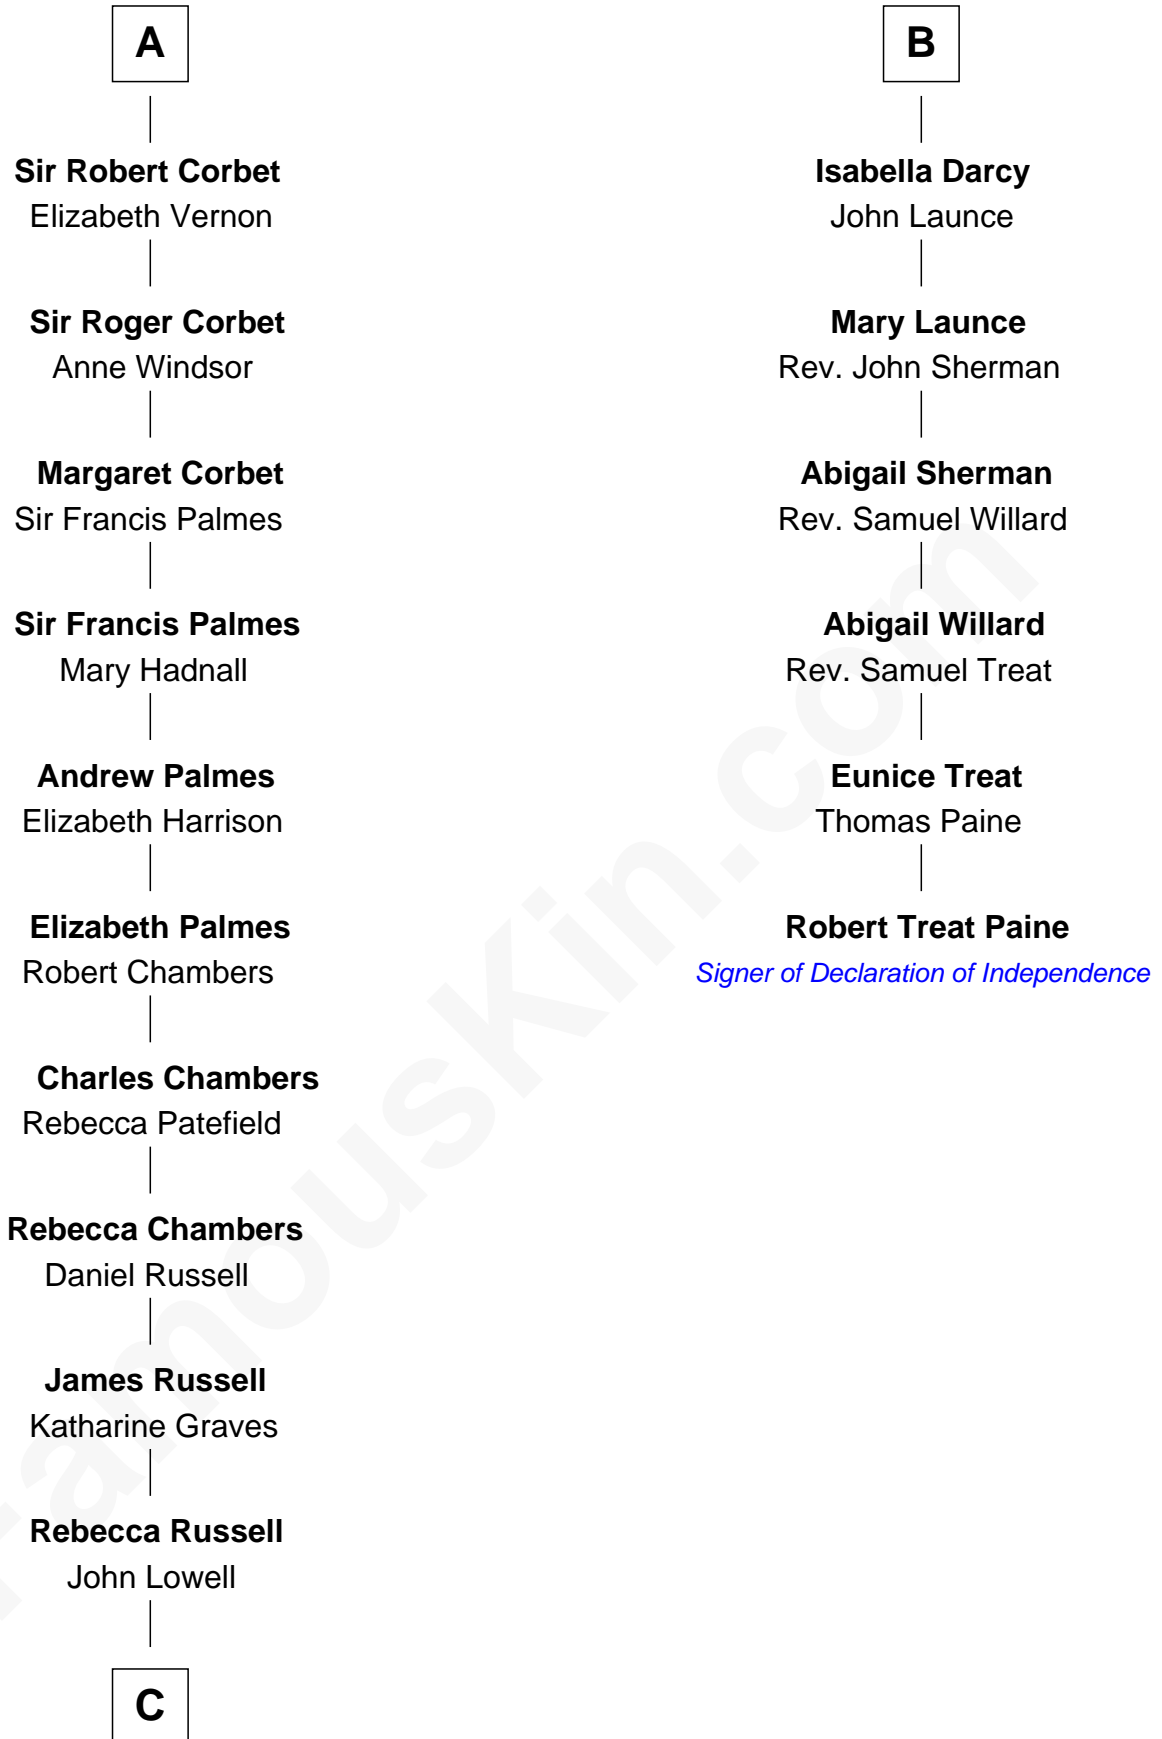 A
Sir Robert Corbet
Elizabeth Vernon
Sir Roger Corbet
Anne Windsor
Margaret Corbet
Sir Francis Palmes
Sir Francis Palmes
Mary Hadnall
Andrew Palmes
Elizabeth Harrison
Elizabeth Palmes
Robert Chambers
Charles Chambers
Rebecca Patefield
Rebecca Chambers
Daniel Russell
James Russell
Katharine Graves
Rebecca Russell
John Lowell
C
B
Isabella Darcy
John Launce
Mary Launce
Rev. John Sherman
Abigail Sherman
Rev. Samuel Willard
Abigail Willard
Rev. Samuel Treat
Eunice Treat
Thomas Paine
Robert Treat Paine
Signer of Declaration of Independence
FamousKin.com